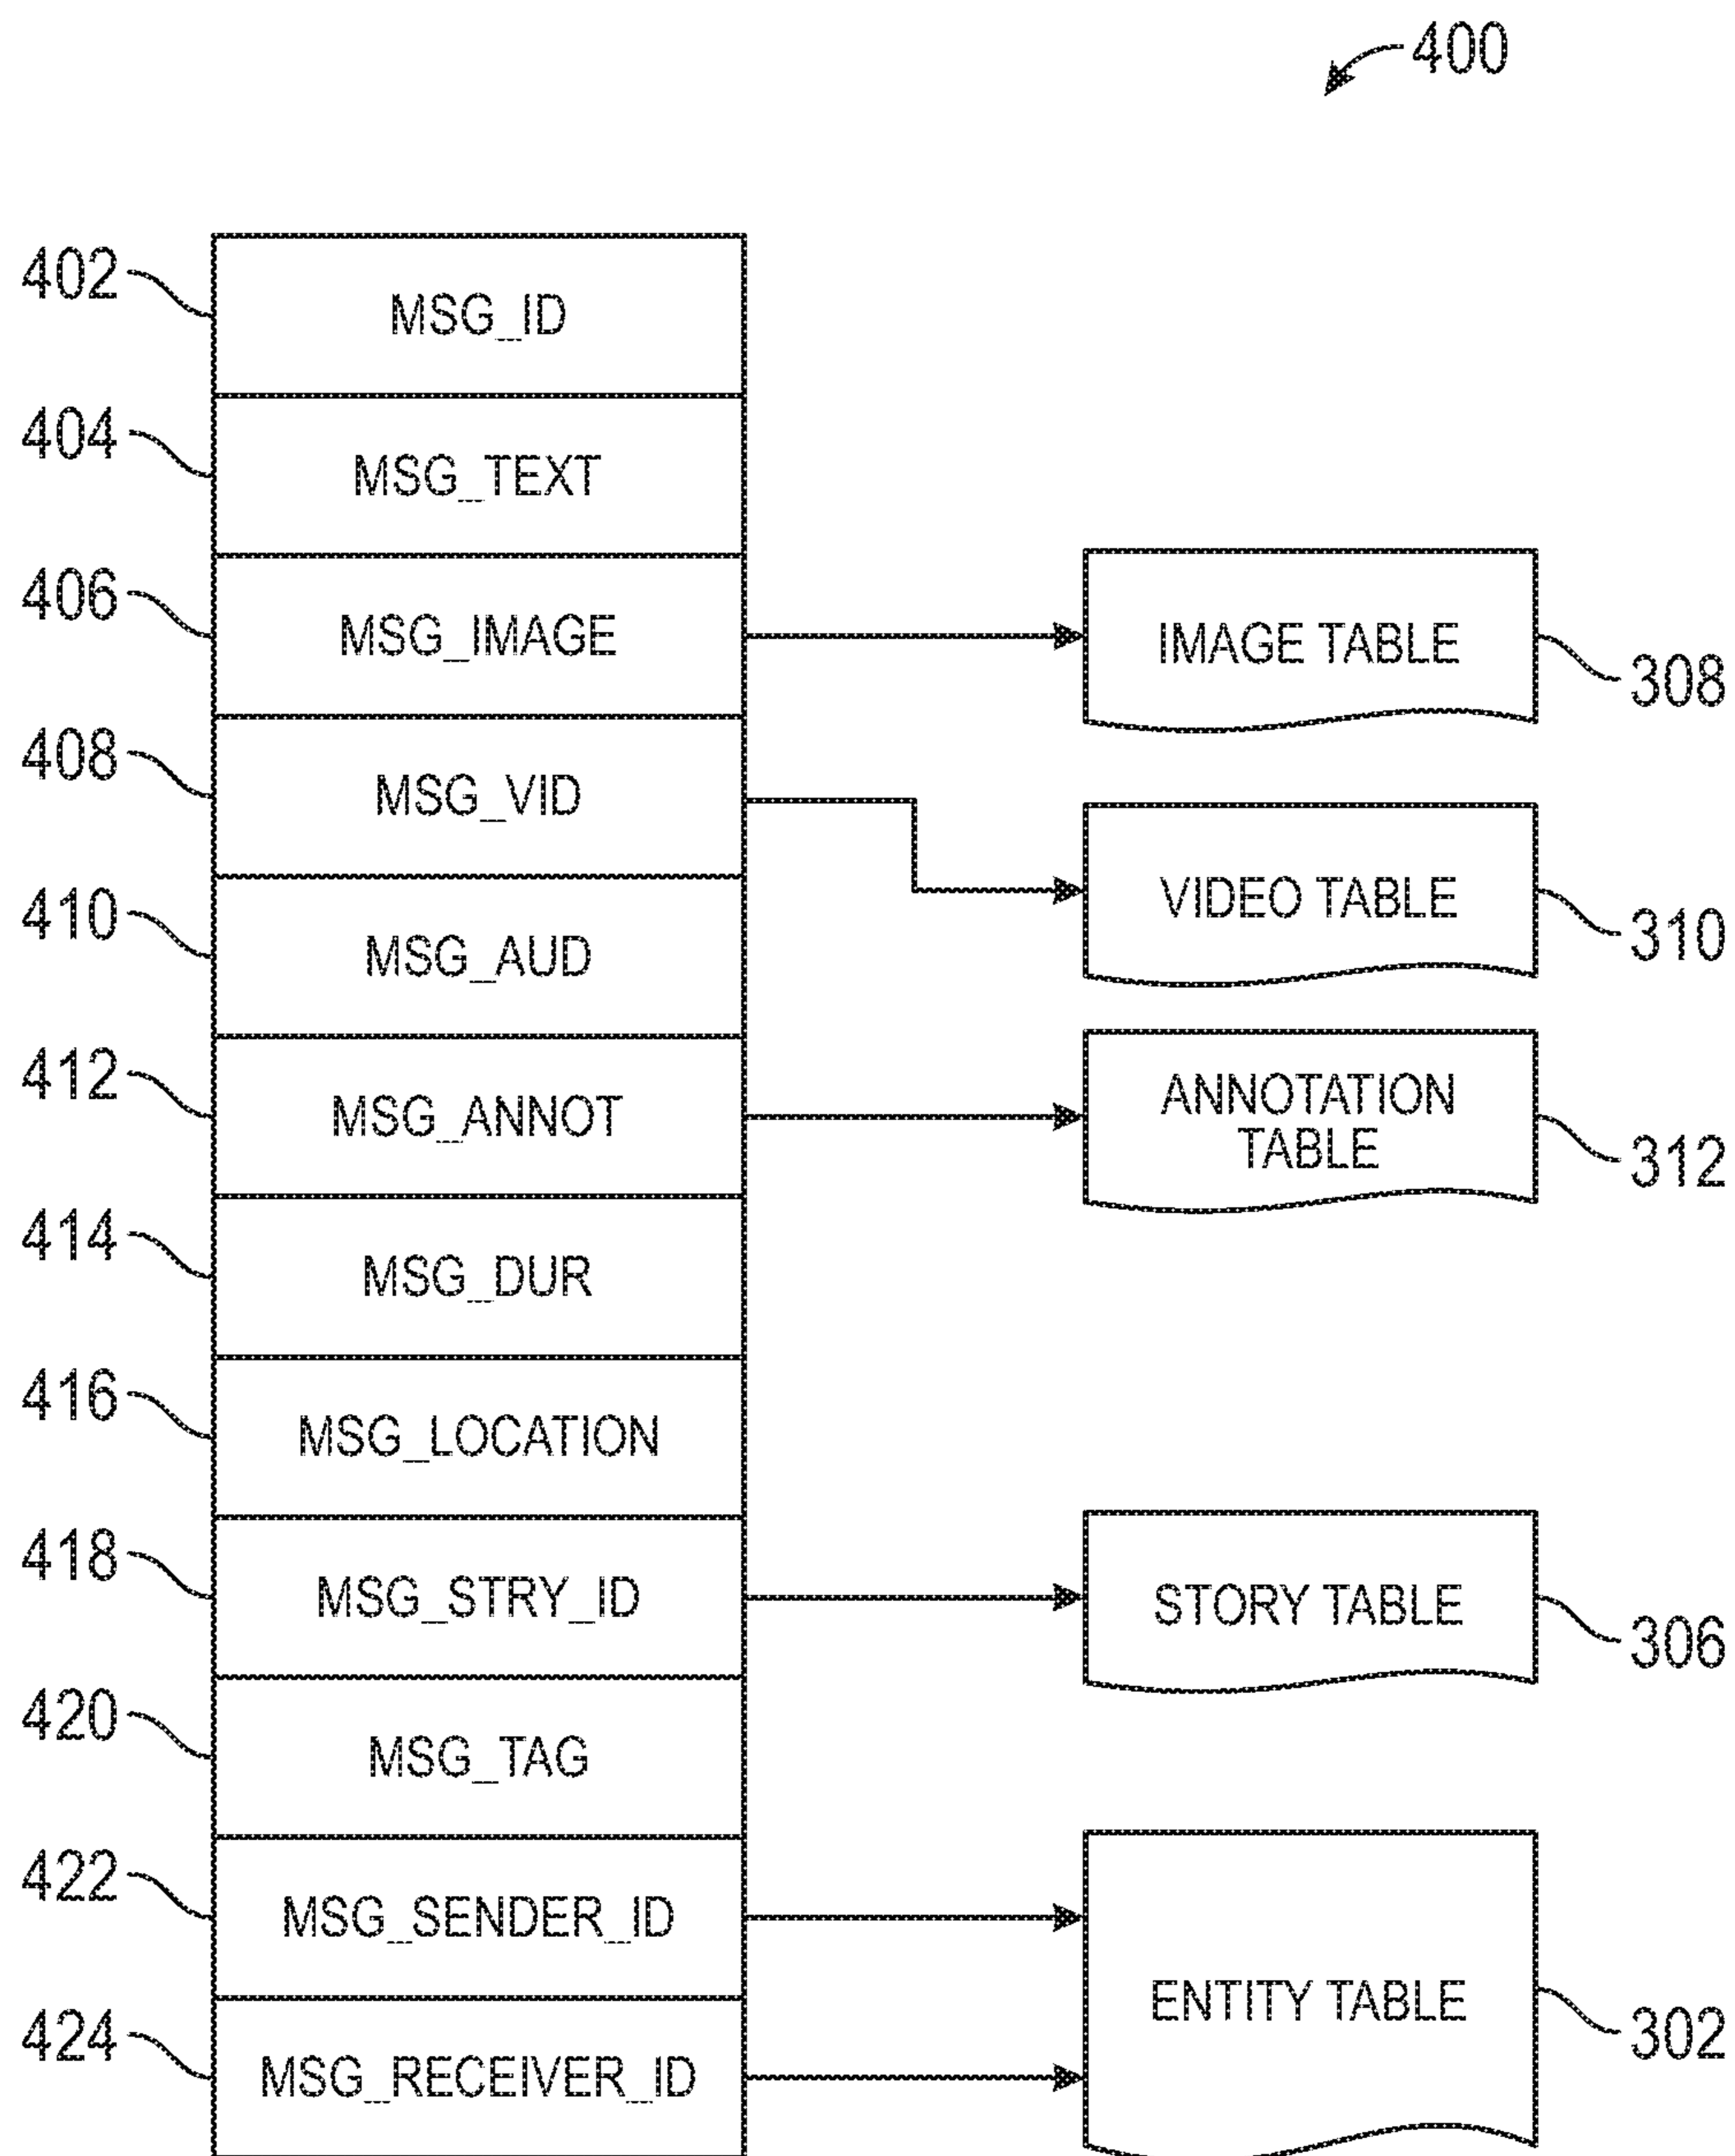 400
402
MSG_ID
404
MSG_TEXT
406
MSG_IMAGE
IMAGE TABLE
308
408
MSG_VID
VIDEO TABLE
310
410
MSG_AUD
412
MSG_ANNOT
ANNOTATION
TABLE
312
414
MSG_DUR
416
MSG_LOCATION
418
MSG_STRY_ID
STORY TABLE
306
420
MSG_TAG
422
MSG_SENDER_ID
ENTITY TABLE
302
424
MSG_RECEIVER_ID